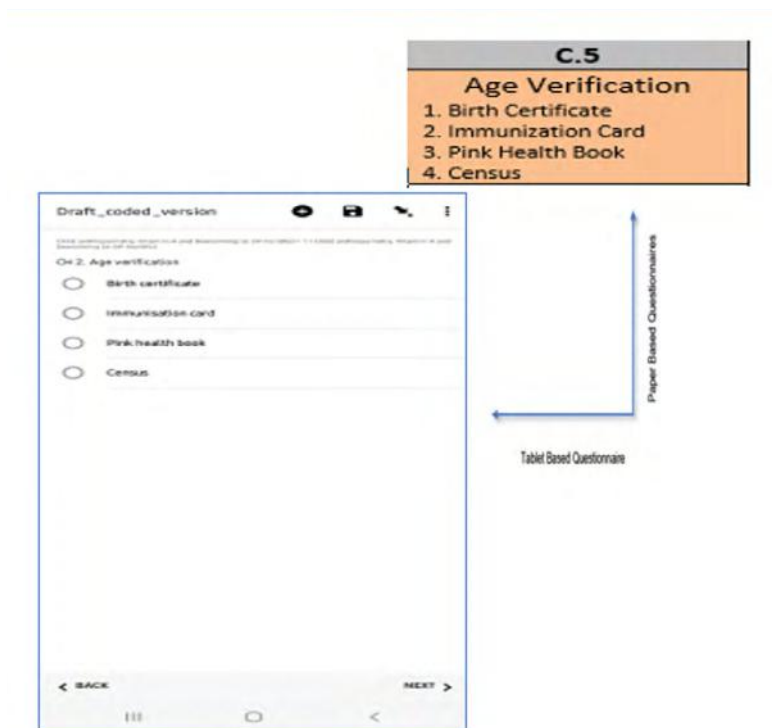 C.5
Age Verification
1. Birth Certificate
2. Immunization Card
3. Pink Health Book
4. Census
Draft_coded_version
CH 2. Age verification
Birth certificate
Immunisation card
Pink health book
Census
Paper Based Questionnaires
Tablet Based Questionnaire
BACK
NEXT